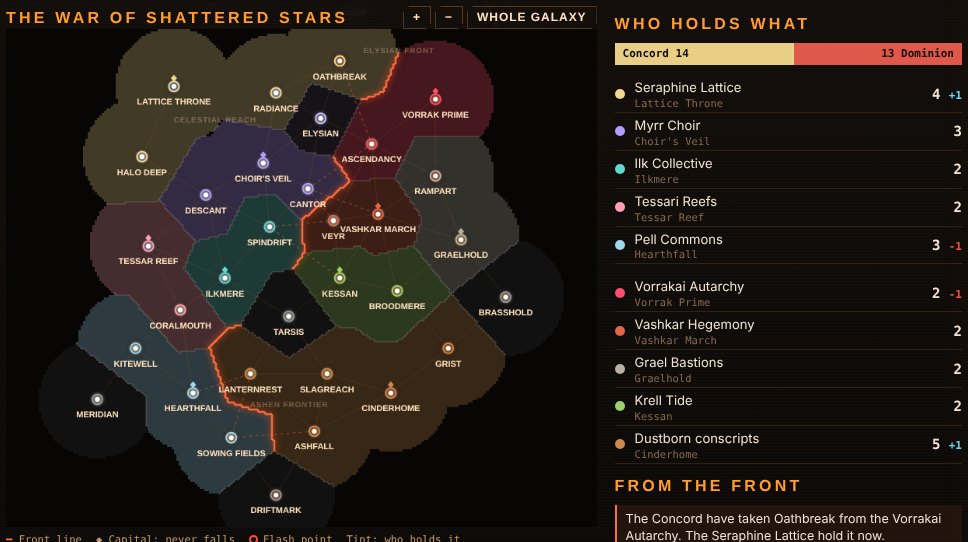 THE WAR OF SHATTERED STARS
+ − WHOLE GALAXY
ELYSIAN FRONT
OATHBREAK
LATTICE THRONE
RADIANCE
VORRAK PRIME
CELESTIAL REACH
ELYSIAN
ASCENDANCY
HALO DEEP
CHOIR'S VEIL
RAMPART
CANTOR
DESCANT
VEYR
VASHKAR MARCH
SPINDRIFT
GRAELHOLD
TESSAR REEF
ILKMERE
KESSAN
BROODMERE
BRASSHOLD
CORALMOUTH
TARSIS
KITEWELL
GRIST
LANTERNREST
SLAGREACH
HEARTHFALL
ASHEN FRONTIER
CINDERHOME
MERIDIAN
SOWING FIELDS
ASHFALL
DRIFTMARK
Front line Capital: never falls Flash point Tint: who holds it
WHO HOLDS WHAT
Concord 14 13 Dominion
Seraphine Lattice 4 +1
Lattice Throne
Myrr Choir 3
Choir's Veil
Ilk Collective 2
Ilkmere
Tessari Reefs 2
Tessar Reef
Pell Commons 3 -1
Hearthfall
Vorrakai Autarchy 2 -1
Vorrak Prime
Vashkar Hegemony 2
Vashkar March
Grael Bastions 2
Graelhold
Krell Tide 2
Kessan
Dustborn conscripts 5 +1
Cinderhome
FROM THE FRONT
The Concord have taken Oathbreak from the Vorrakai
Autarchy. The Seraphine Lattice hold it now.